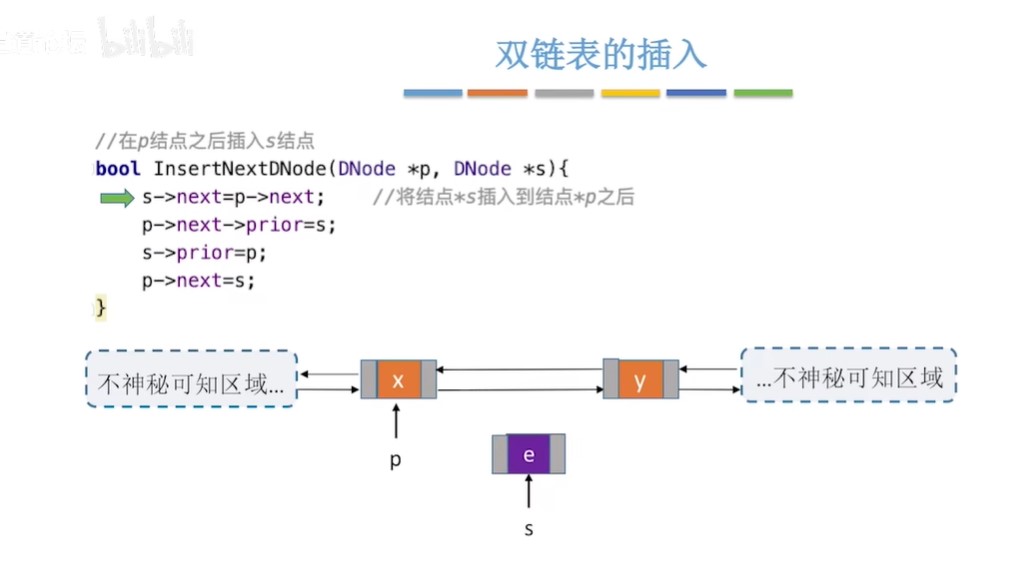 bilibili
双链表的插入
//在p结点之后插入s结点
bool InsertNextDNode(DNode *p, DNode *s){
s->next=p->next; //将结点*s插入到结点*p之后
p->next->prior=s;
s->prior=p;
p->next=s;
}
不神秘可知区域...
x
y
...不神秘可知区域
p
e
s